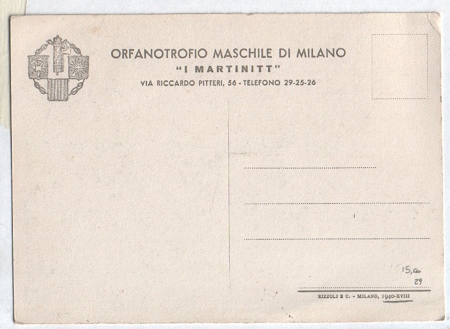 ORFANOTROFIO MASCHILE DI MILANO
"I MARTINITT"
VIA RICCARDO PITTERI, 56 - TELEFONO 29-25-26
15,00
29
RIZZOLI E C. - MILANO, 1940-XVIII